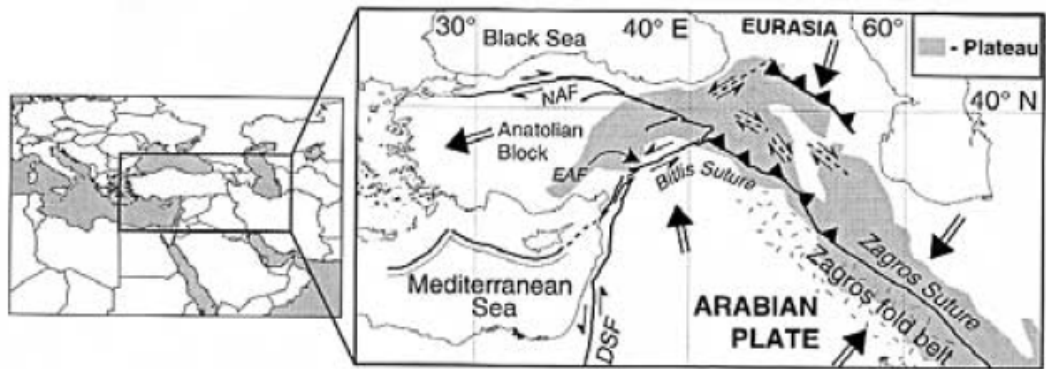 30°
40° E
EURASIA
60°
- Plateau
Black Sea
40° N
NAF
Anatolian
Block
EAF
Bitlis Suture
Mediterranean
Sea
DSF
ARABIAN
PLATE
Zagros Suture
Zagros fold belt